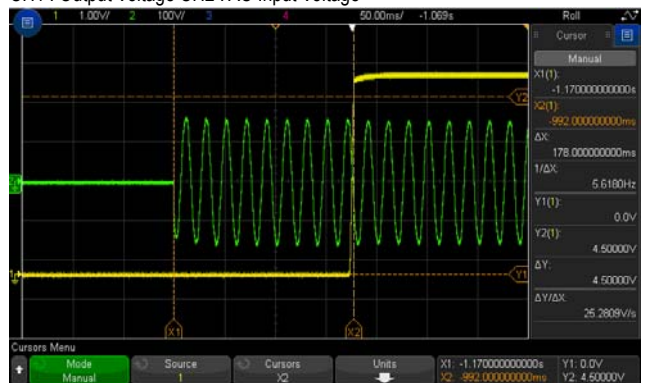 1 1.00V/ 2 100V/ 3 4 50.00ms/ -1.069s Roll
Cursor
Manual
X1(1):
-1.170000000000s
X2(1):
-992.000000000ms
ΔX:
178.000000000ms
1/ΔX:
5.6180Hz
Y1(1):
0.0V
Y2(1):
4.50000V
ΔY:
4.50000V
ΔY/ΔX:
25.2809V/s
Y2
Y1
X1 X2
Cursors Menu
Mode Source Cursors Units X1: -1.170000000000s Y1: 0.0V
Manual 1 X2 X2: -992.000000000ms Y2: 4.50000V